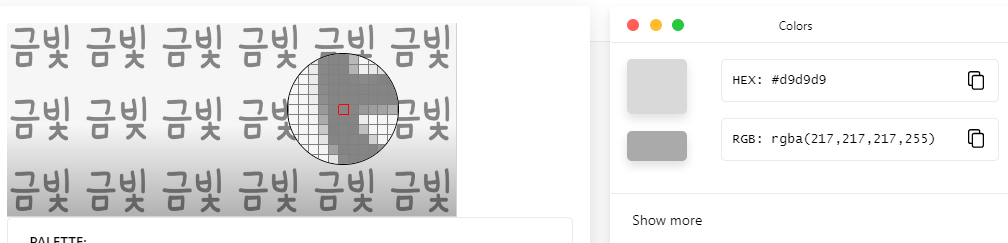 금빛 금빛 금빛 금빛 금빛 금빛
금빛 금빛 금빛 금빛 금빛
금빛 금빛 금빛 금빛 금빛 금빛
PALETTE:
Colors
HEX: #d9d9d9
RGB: rgba(217,217,217,255)
Show more